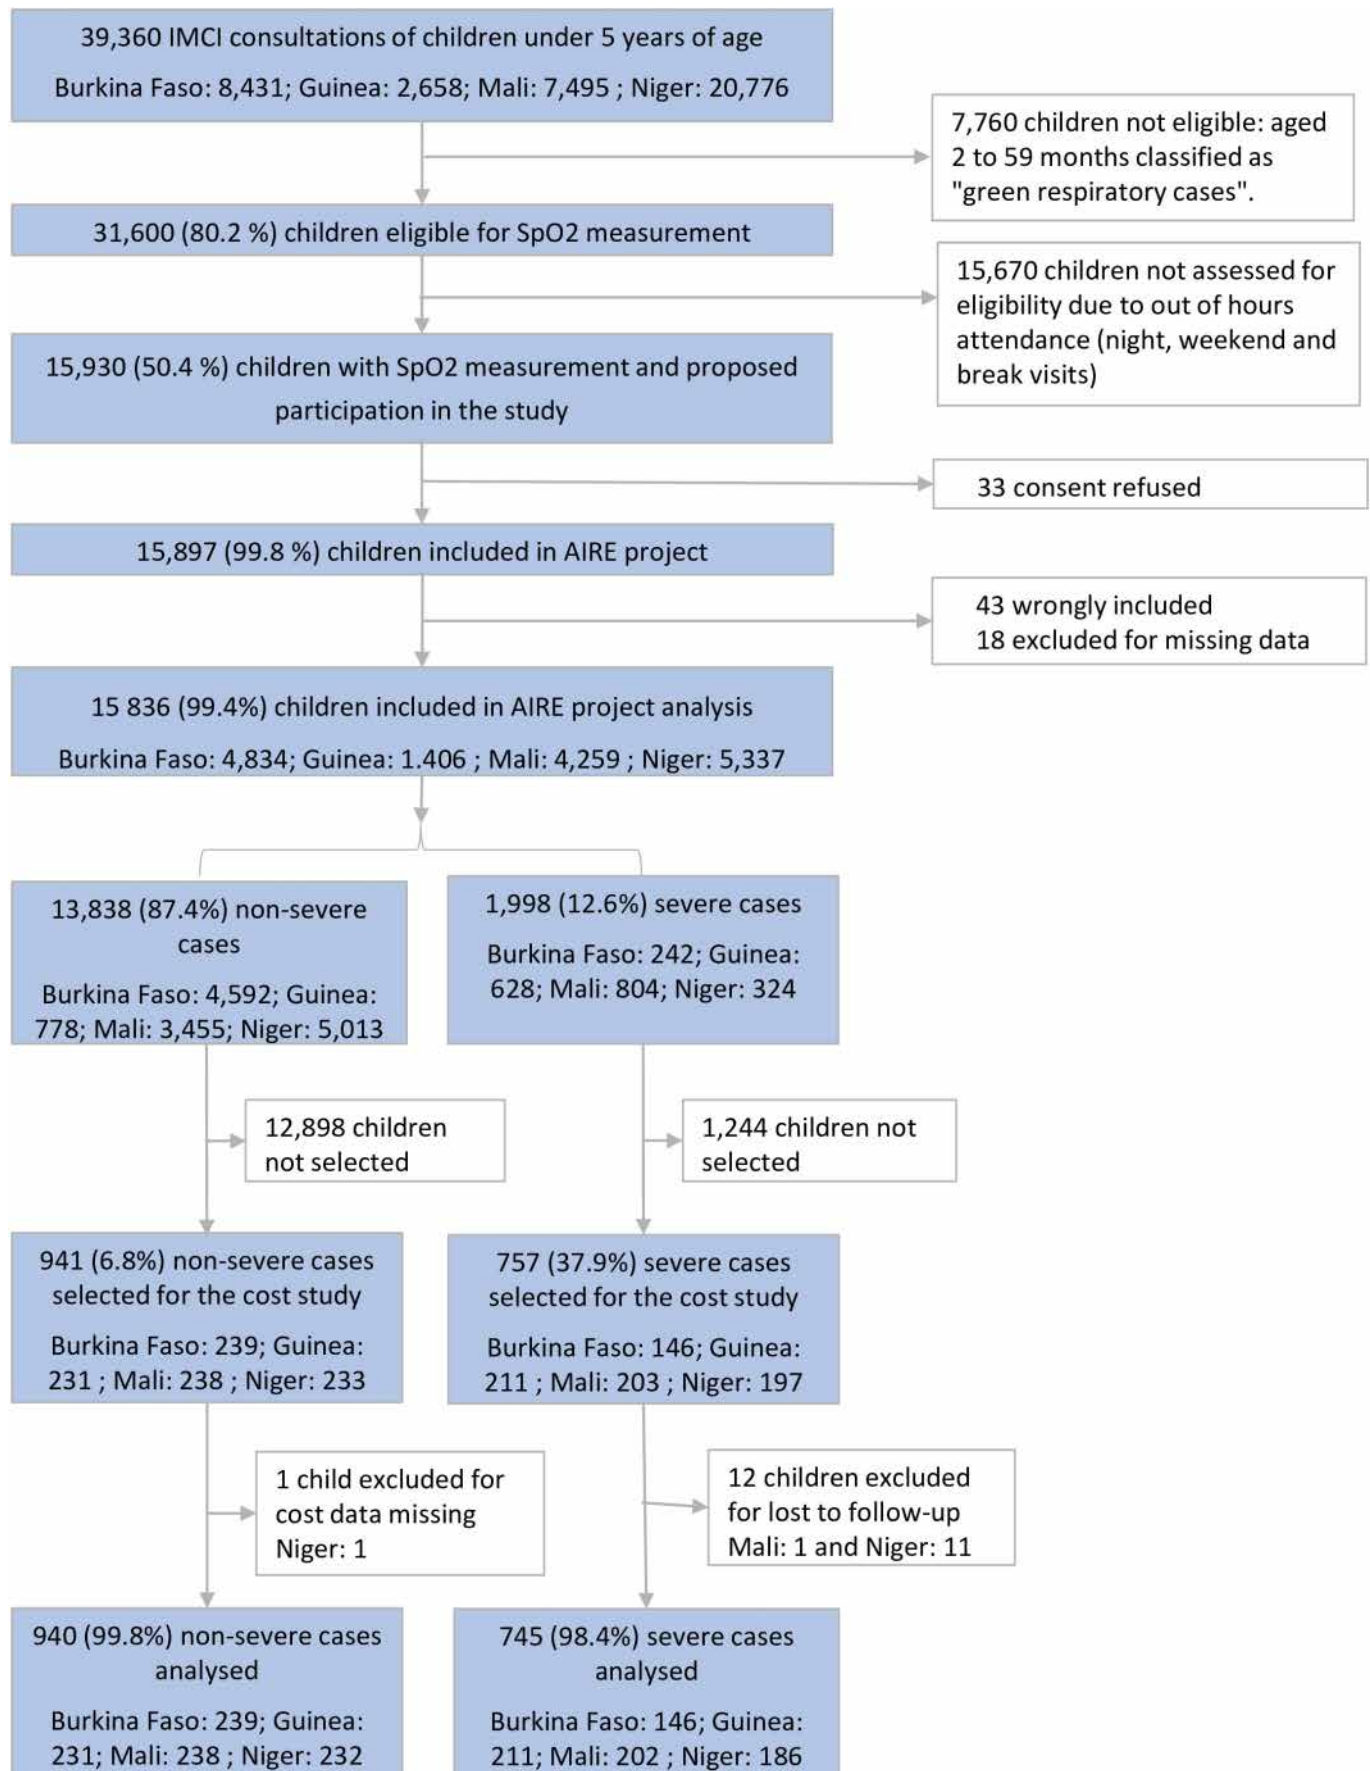 39,360 IMCI consultations of children under 5 years of age
Burkina Faso: 8,431; Guinea: 2,658; Mali: 7,495 ; Niger: 20,776
7,760 children not eligible: aged
2 to 59 months classified as
"green respiratory cases".
31,600 (80.2 %) children eligible for SpO2 measurement
15,670 children not assessed for
eligibility due to out of hours
attendance (night, weekend and
break visits)
15,930 (50.4 %) children with SpO2 measurement and proposed
participation in the study
33 consent refused
15,897 (99.8 %) children included in AIRE project
43 wrongly included
18 excluded for missing data
15 836 (99.4%) children included in AIRE project analysis
Burkina Faso: 4,834; Guinea: 1.406 ; Mali: 4,259 ; Niger: 5,337
13,838 (87.4%) non-severe
cases
Burkina Faso: 4,592; Guinea:
778; Mali: 3,455; Niger: 5,013
1,998 (12.6%) severe cases
Burkina Faso: 242; Guinea:
628; Mali: 804; Niger: 324
12,898 children
not selected
1,244 children not
selected
941 (6.8%) non-severe cases
selected for the cost study
Burkina Faso: 239; Guinea:
231 ; Mali: 238 ; Niger: 233
757 (37.9%) severe cases
selected for the cost study
Burkina Faso: 146; Guinea:
211 ; Mali: 203 ; Niger: 197
1 child excluded for
cost data missing
Niger: 1
12 children excluded
for lost to follow-up
Mali: 1 and Niger: 11
940 (99.8%) non-severe cases
analysed
Burkina Faso: 239; Guinea:
231; Mali: 238 ; Niger: 232
745 (98.4%) severe cases
analysed
Burkina Faso: 146; Guinea:
211; Mali: 202 ; Niger: 186